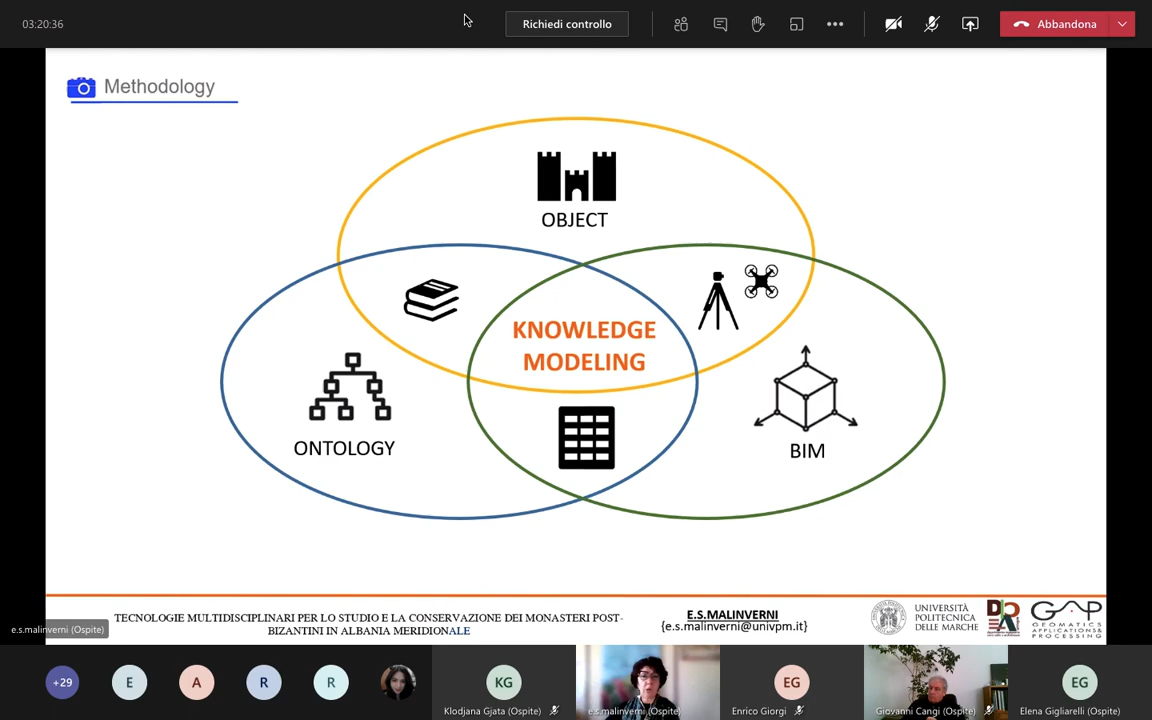 03:20:36
Richiedi controllo
Abbandona
Methodology
OBJECT
KNOWLEDGE
MODELING
ONTOLOGY
BIM
TECNOLOGIE MULTIDISCIPLINARI PER LO STUDIO E LA CONSERVAZIONE DEI MONASTERI POST-
BIZANTINI IN ALBANIA MERIDIONALE
E.S.MALINVERNI
{e.s.malinverni@univpm.it}
UNIVERSITÀ
POLITECNICA
DELLE MARCHE
GAP
GEOMATICS
APPLICATIONS&
PROCESSING
e.s.malinverni (Ospite)
+29
E
A
R
R
KG
Klodjana Gjata (Ospite)
e.s.malinverni (Ospite)
EG
Enrico Giorgi
Giovanni Cangi (Ospite)
EG
Elena Gigliarelli (Ospite)